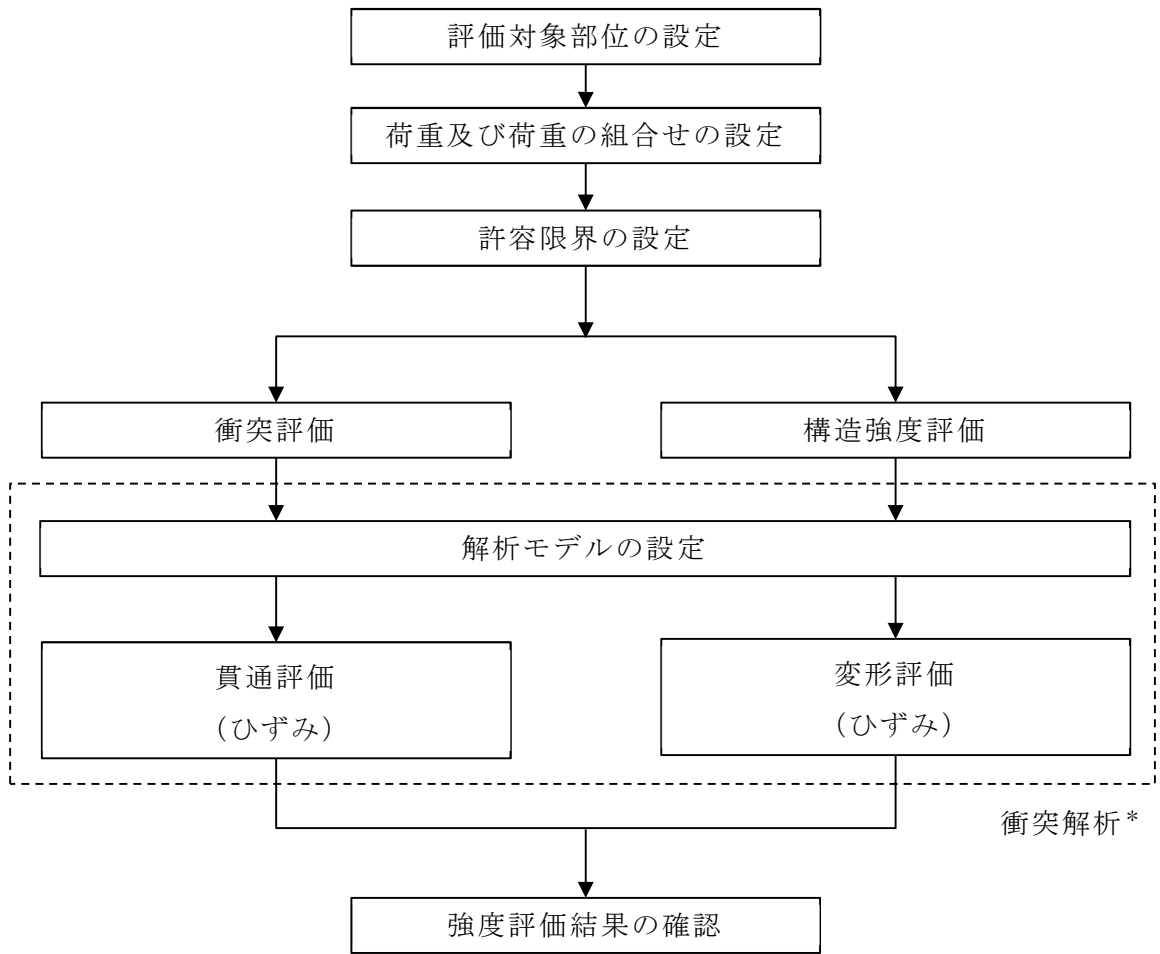 評価対象部位の設定
荷重及び荷重の組合せの設定
許容限界の設定
衝突評価
構造強度評価
解析モデルの設定
貫通評価
(ひずみ)
変形評価
(ひずみ)
衝突解析*
強度評価結果の確認